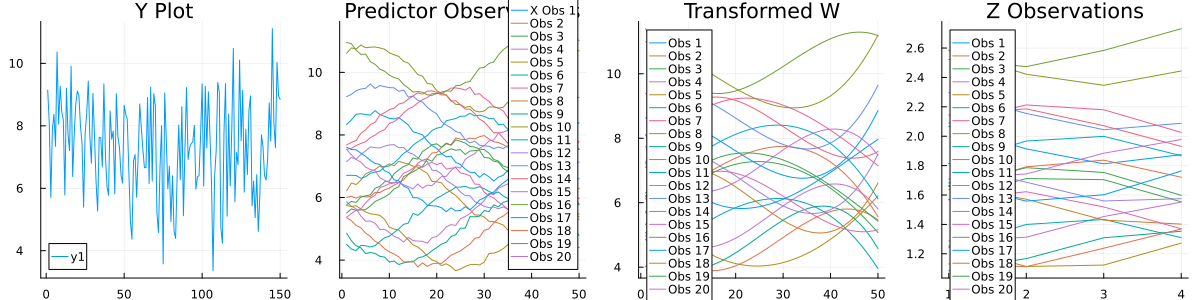 Y Plot
10
8
6
4
0
50
100
150
y1
Predictor Obser
10
8
6
4
0
10
20
30
40
50
X Obs 1
Obs 2
Obs 3
Obs 4
Obs 5
Obs 6
Obs 7
Obs 8
Obs 9
Obs 10
Obs 11
Obs 12
Obs 13
Obs 14
Obs 15
Obs 16
Obs 17
Obs 18
Obs 19
Obs 20
Transformed W
10
8
6
4
0
20
30
40
50
Obs 1
Obs 2
Obs 3
Obs 4
Obs 5
Obs 6
Obs 7
Obs 8
Obs 9
Obs 10
Obs 11
Obs 12
Obs 13
Obs 14
Obs 15
Obs 16
Obs 17
Obs 18
Obs 19
Obs 20
Z Observations
2.6
2.4
2.2
2.0
1.8
1.6
1.4
1.2
1
2
3
4
Obs 1
Obs 2
Obs 3
Obs 4
Obs 5
Obs 6
Obs 7
Obs 8
Obs 9
Obs 10
Obs 11
Obs 12
Obs 13
Obs 14
Obs 15
Obs 16
Obs 17
Obs 18
Obs 19
Obs 20